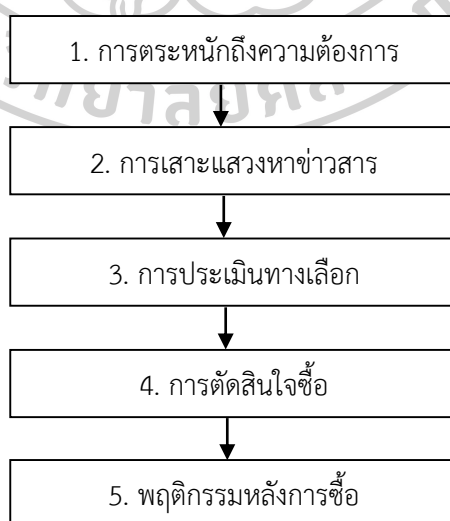 1. การตระหนักถึงความต้องการ
2. การเสาะแสวงหาข่าวสาร
3. การประเมินทางเลือก
4. การตัดสินใจซื้อ
5. พฤติกรรมหลังการซื้อ